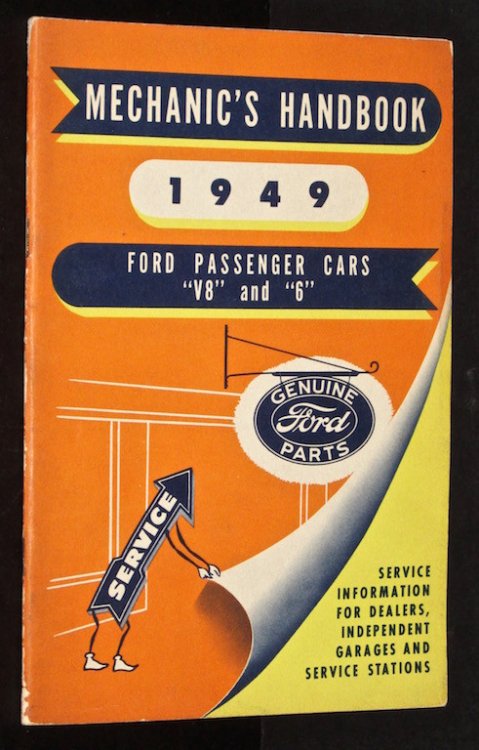 MECHANIC'S HANDBOOK
1949
FORD PASSENGER CARS
"V8" and "6"
GENUINE
Ford
PARTS
SERVICE
SERVICE
INFORMATION
FOR DEALERS,
INDEPENDENT
GARAGES AND
SERVICE STATIONS